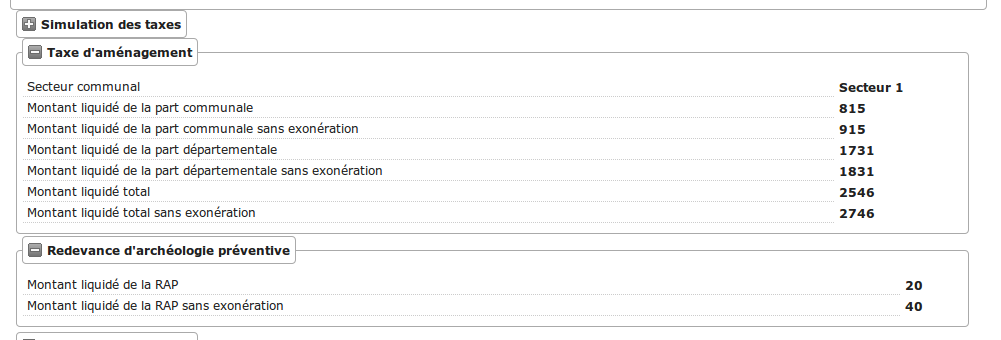 Simulation des taxes
Taxe d'aménagement
Secteur communal Secteur 1
Montant liquidé de la part communale 815
Montant liquidé de la part communale sans exonération 915
Montant liquidé de la part départementale 1731
Montant liquidé de la part départementale sans exonération 1831
Montant liquidé total 2546
Montant liquidé total sans exonération 2746
Redevance d'archéologie préventive
Montant liquidé de la RAP 20
Montant liquidé de la RAP sans exonération 40